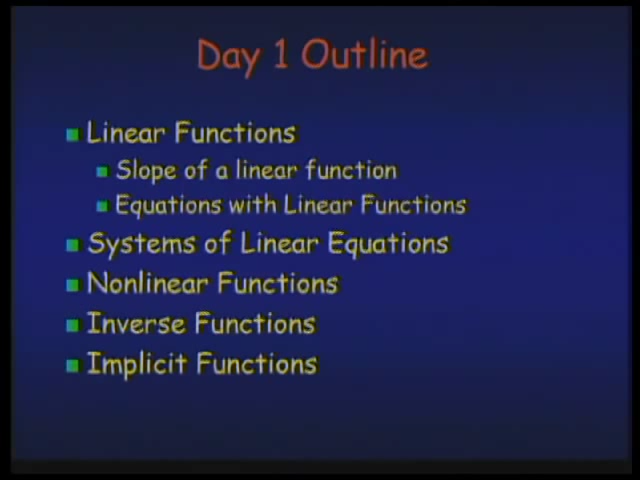 Day 1 Outline
Linear Functions
Slope of a linear function
Equations with Linear Functions
Systems of Linear Equations
Nonlinear Functions
Inverse Functions
Implicit Functions